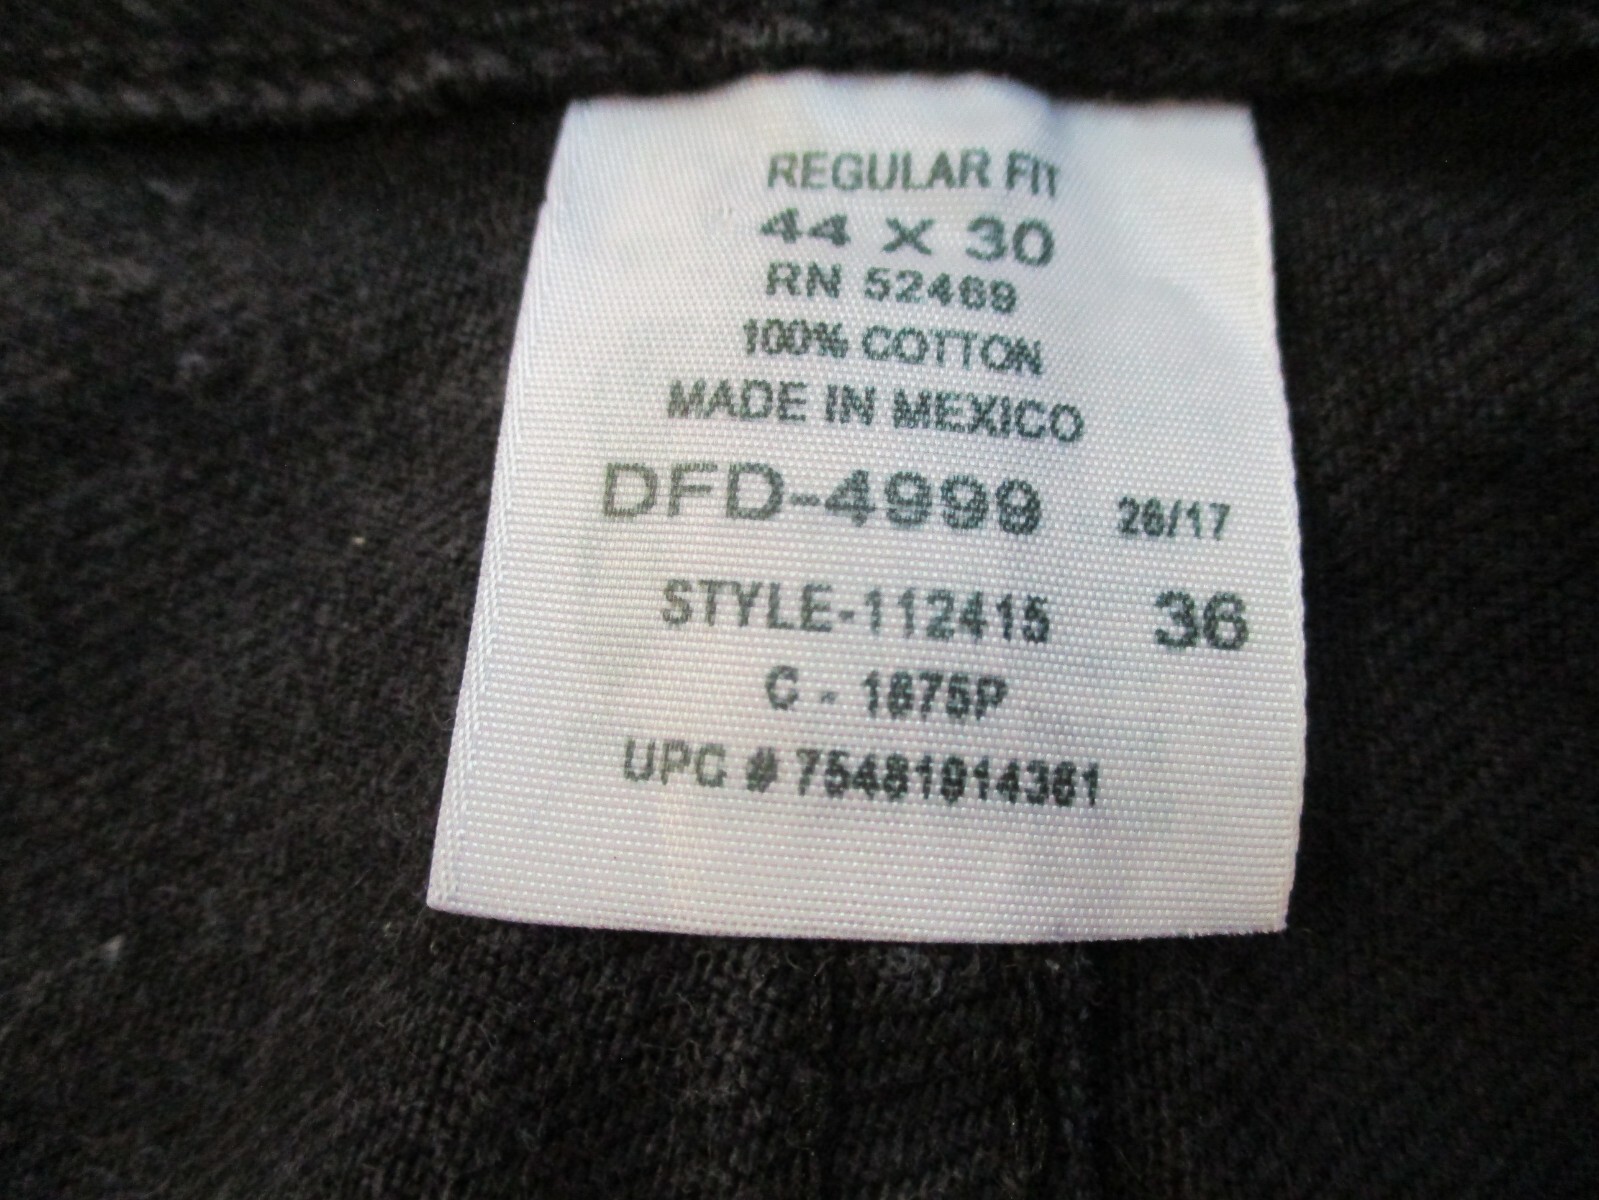 REGULAR FIT
44 X 30
RN 52469
100% COTTON
MADE IN MEXICO
DFD-4999 26/17
STYLE-112415 36
C - 1875P
UPC # 75481914361